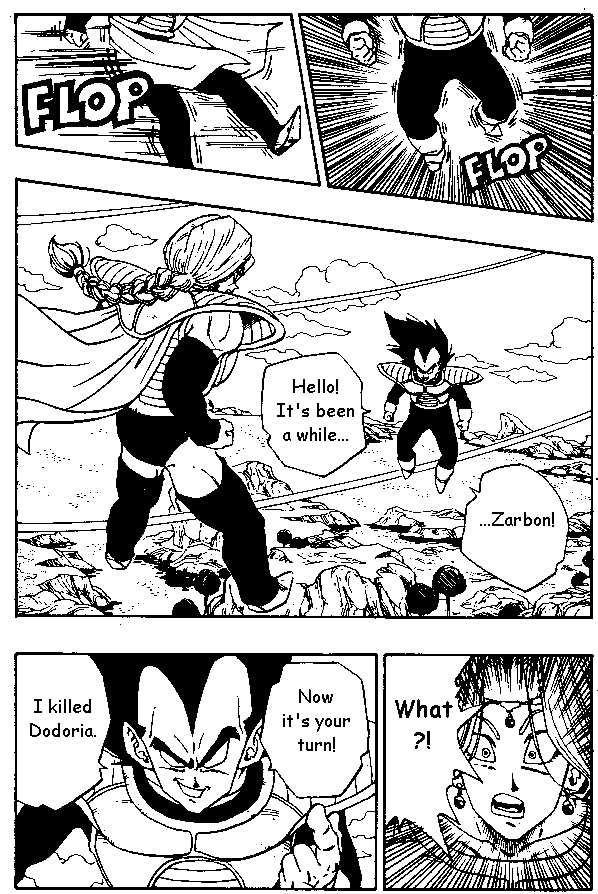 FLOP
FLOP
Hello!
It's been
a while...
...Zarbon!
I killed
Dodoria.
Now
it's your
turn!
What
?!